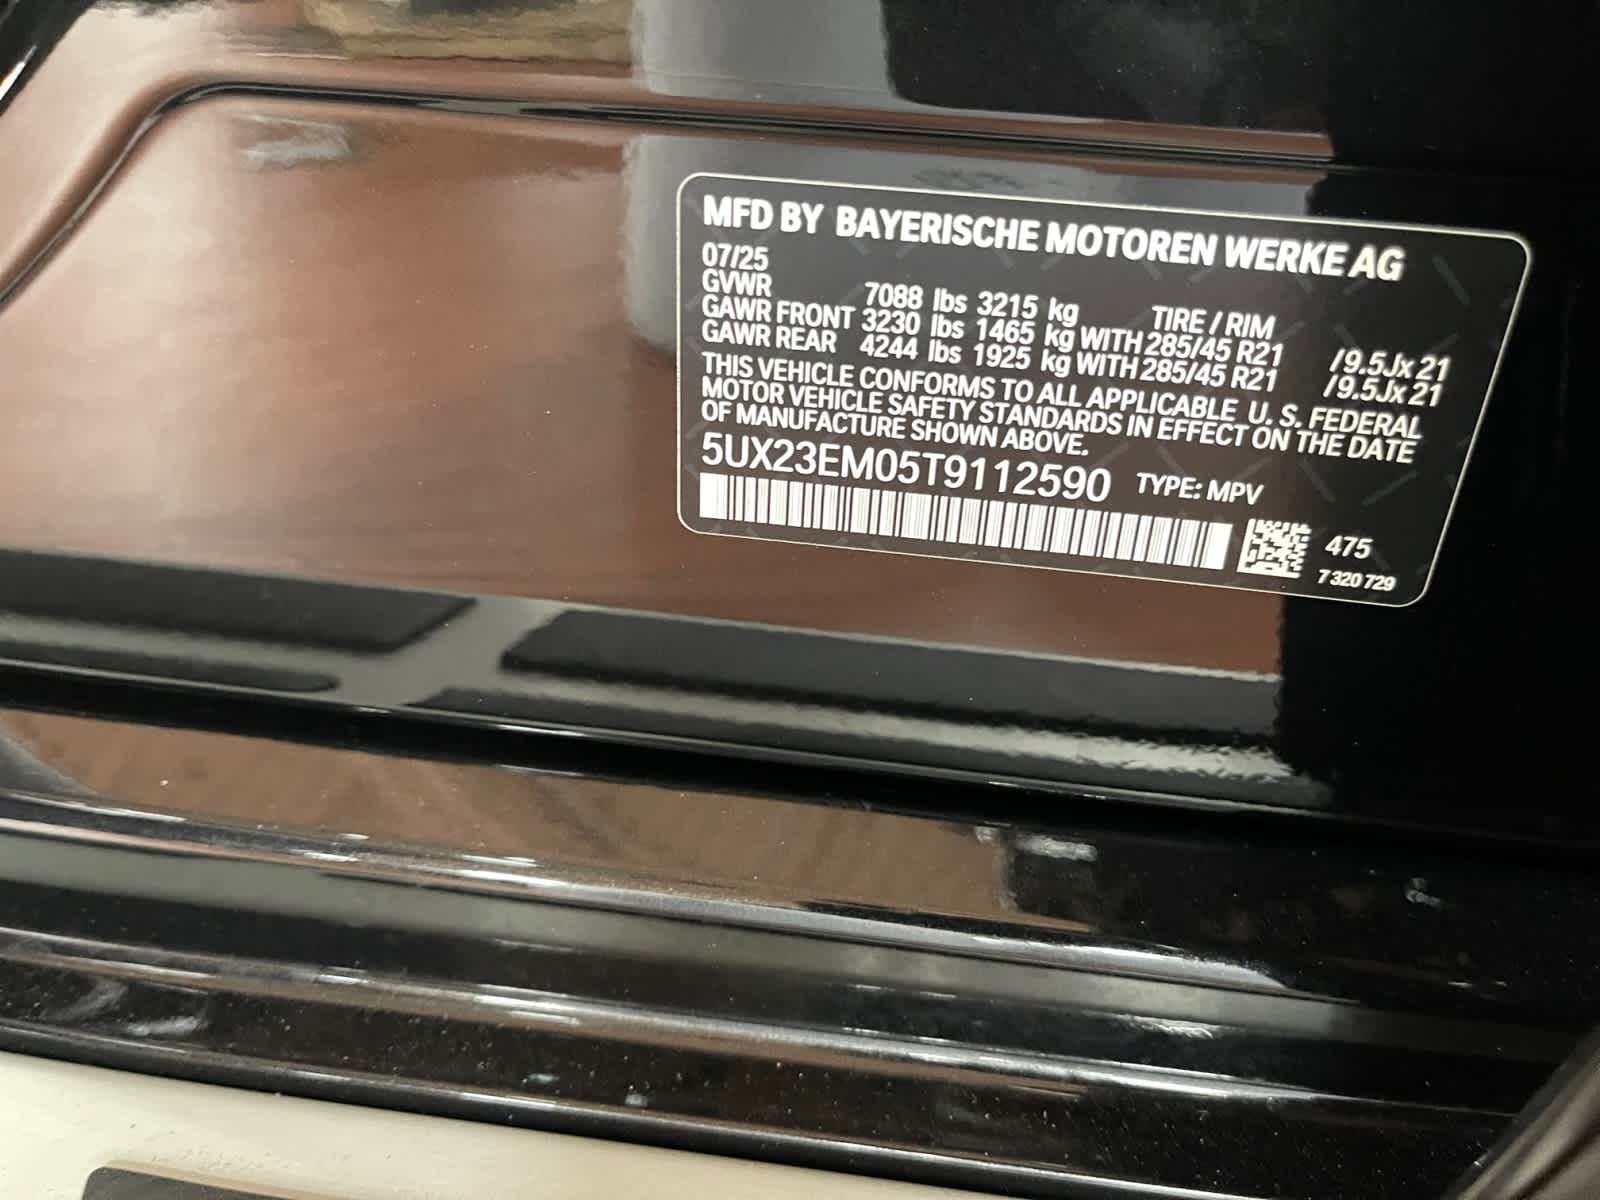 MFD BY BAYERISCHE MOTOREN WERKE AG
07/25
GVWR 7088 lbs 3215 kg TIRE / RIM
GAWR FRONT 3230 lbs 1465 kg WITH 285/45 R21 / 9.5Jx 21
GAWR REAR 4244 lbs 1925 kg WITH 285/45 R21 / 9.5Jx 21
THIS VEHICLE CONFORMS TO ALL APPLICABLE U. S. FEDERAL
MOTOR VEHICLE SAFETY STANDARDS IN EFFECT ON THE DATE
OF MANUFACTURE SHOWN ABOVE.
5UX23EM05T9112590 TYPE: MPV
475
7 320 729